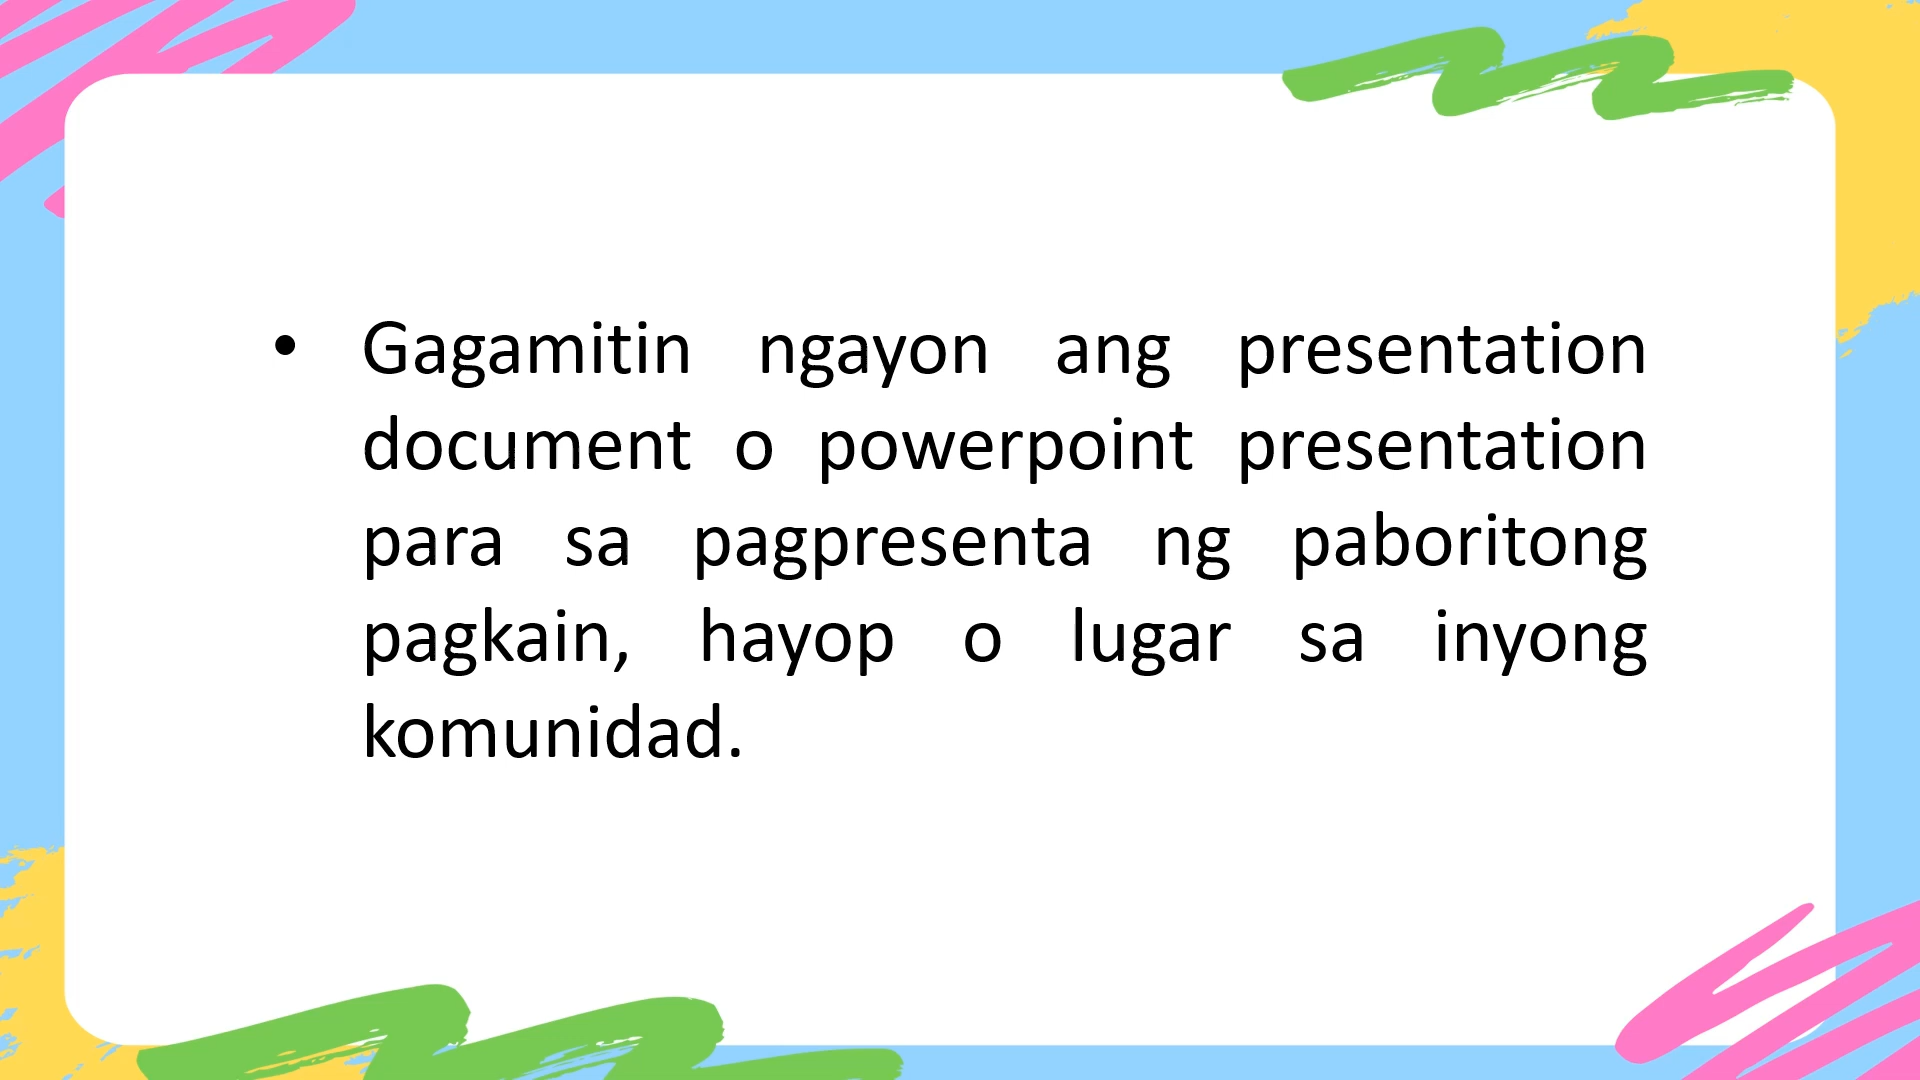 • Gagamitin ngayon ang presentation
document o powerpoint presentation
para sa pagpresenta ng paboritong
pagkain, hayop o lugar sa inyong
komunidad.